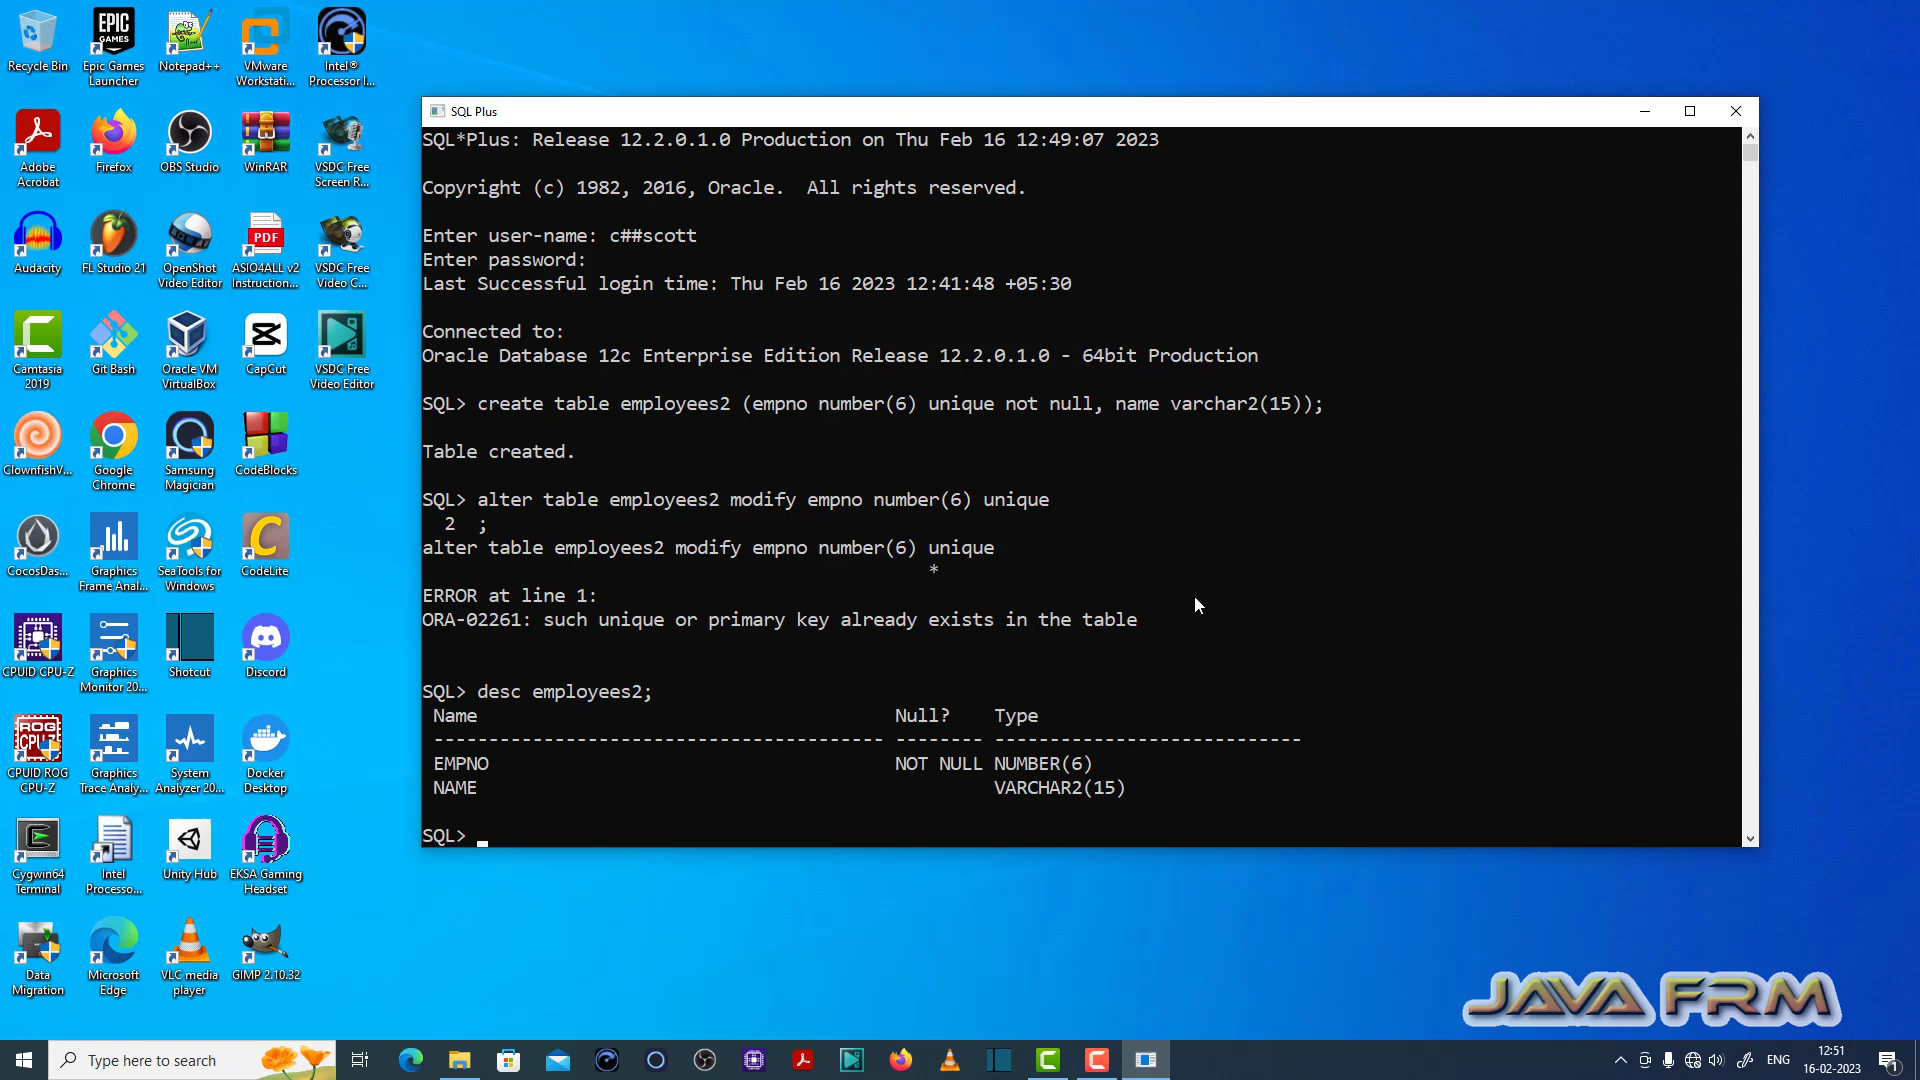 Recycle Bin
Epic Games Launcher
Notepad++
VMware Workstati...
Intel® Processor I...
Adobe Acrobat
Firefox
OBS Studio
WinRAR
VSDC Free Screen R...
Audacity
FL Studio 21
OpenShot Video Editor
ASIO4ALL v2 Instruction...
VSDC Free Video C...
Camtasia 2019
Git Bash
Oracle VM VirtualBox
CapCut
VSDC Free Video Editor
ClownfishV...
Google Chrome
Samsung Magician
CodeBlocks
CocosDas...
Graphics Frame Anal...
SeaTools for Windows
CodeLite
CPUID CPU-Z
Graphics Monitor 20...
Shotcut
Discord
CPUID ROG CPU-Z
Graphics Trace Analy...
System Analyzer 20...
Docker Desktop
Cygwin64 Terminal
Intel Processo...
Unity Hub
EKSA Gaming Headset
Data Migration
Microsoft Edge
VLC media player
GIMP 2.10.32
SQL Plus
SQL*Plus: Release 12.2.0.1.0 Production on Thu Feb 16 12:49:07 2023
Copyright (c) 1982, 2016, Oracle.  All rights reserved.
Enter user-name: c##scott
Enter password:
Last Successful login time: Thu Feb 16 2023 12:41:48 +05:30
Connected to:
Oracle Database 12c Enterprise Edition Release 12.2.0.1.0 - 64bit Production
SQL> create table employees2 (empno number(6) unique not null, name varchar2(15));
Table created.
SQL> alter table employees2 modify empno number(6) unique
  2  ;
alter table employees2 modify empno number(6) unique
*
ERROR at line 1:
ORA-02261: such unique or primary key already exists in the table
SQL> desc employees2;
Name Null? Type
----------------------------------------- -------- ----------------------------
EMPNO NOT NULL NUMBER(6)
NAME VARCHAR2(15)
SQL>
JAVA FRM
Type here to search
ENG
12:51
16-02-2023
1